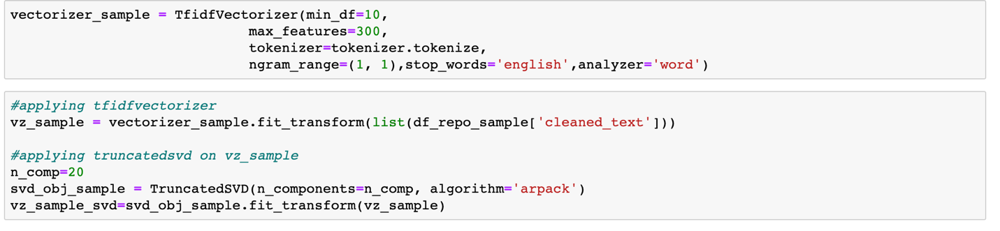 vectorizer_sample = TfidfVectorizer(min_df=10,
max_features=300,
tokenizer=tokenizer.tokenize,
ngram_range=(1, 1),stop_words='english',analyzer='word')
#applying tfidfvectorizer
vz_sample = vectorizer_sample.fit_transform(list(df_repo_sample['cleaned_text']))
#applying truncatedsvd on vz_sample
n_comp=20
svd_obj_sample = TruncatedSVD(n_components=n_comp, algorithm='arpack')
vz_sample_svd=svd_obj_sample.fit_transform(vz_sample)